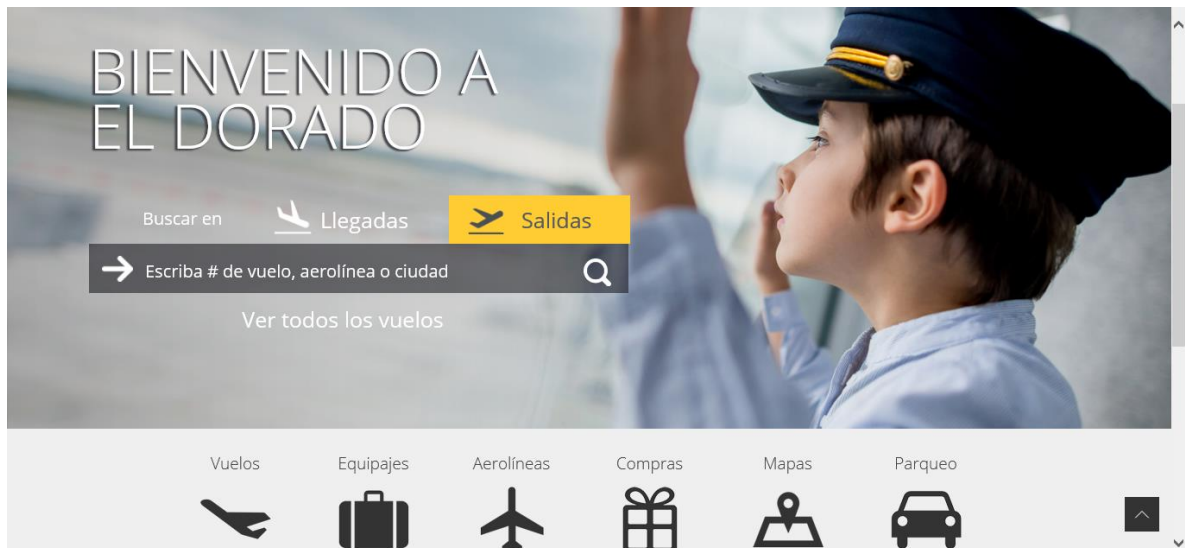 BIENVENIDO A
EL DORADO
Buscar en
Llegadas
Salidas
Escriba # de vuelo, aerolínea o ciudad
Ver todos los vuelos
Vuelos
Equipajes
Aerolíneas
Compras
Mapas
Parqueo